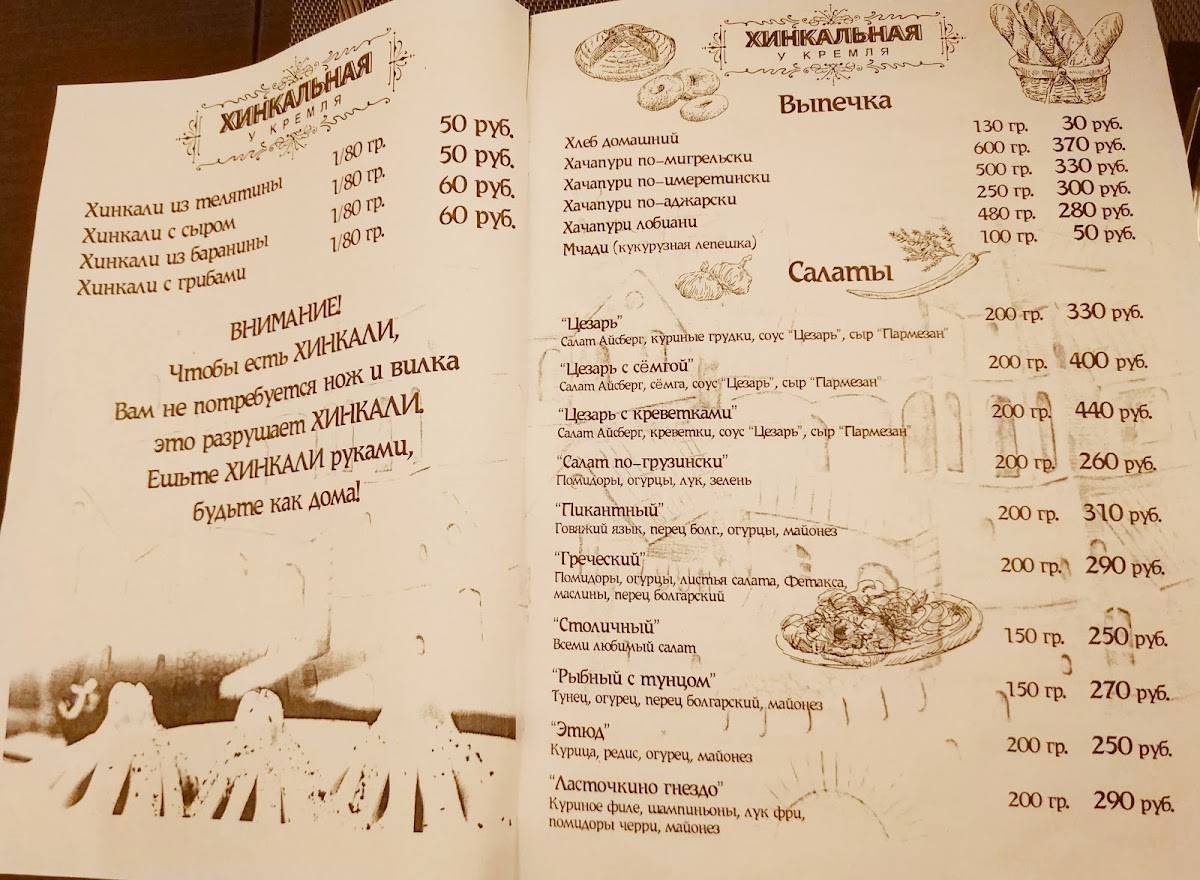 ХИНКАЛЬНАЯ
У КРЕМЛЯ
Хинкали из телятины 1/80 гр. 50 руб.
Хинкали с сыром 1/80 гр. 50 руб.
Хинкали из баранины 1/80 гр. 60 руб.
Хинкали с грибами 1/80 гр. 60 руб.
ВНИМАНИЕ!
Чтобы есть ХИНКАЛИ,
Вам не потребуется нож и вилка
это разрушает ХИНКАЛИ.
Ешьте ХИНКАЛИ руками,
будьте как дома!
ХИНКАЛЬНАЯ
У КРЕМЛЯ
Выпечка
Хлеб домашний 130 гр. 30 руб.
Хачапури по-мигрельски 600 гр. 370 руб.
Хачапури по-имеретински 500 гр. 330 руб.
Хачапури по-аджарски 250 гр. 300 руб.
Хачапури лобиани 480 гр. 280 руб.
Мчади (кукурузная лепешка) 100 гр. 50 руб.
Салаты
"Цезарь" 200 гр. 330 руб.
Салат Айсберг, куриные грудки, соус "Цезарь", сыр "Пармезан"
"Цезарь с сёмгой" 200 гр. 400 руб.
Салат Айсберг, сёмга, соус "Цезарь", сыр "Пармезан"
"Цезарь с креветками" 200 гр. 440 руб.
Салат Айсберг, креветки, соус "Цезарь", сыр "Пармезан"
"Салат по-грузински" 200 гр. 260 руб.
Помидоры, огурцы, лук, зелень
"Пикантный" 200 гр. 310 руб.
Говяжий язык, перец болг., огурцы, майонез
"Греческий" 200 гр. 290 руб.
Помидоры, огурцы, листья салата, Фетакса,
маслины, перец болгарский
"Столичный" 150 гр. 250 руб.
Всеми любимый салат
"Рыбный с тунцом" 150 гр. 270 руб.
Тунец, огурец, перец болгарский, майонез
"Этюд" 200 гр. 250 руб.
Курица, редис, огурец, майонез
"Ласточкино гнездо" 200 гр. 290 руб.
Куриное филе, шампиньоны, лук фри,
помидоры черри, майонез